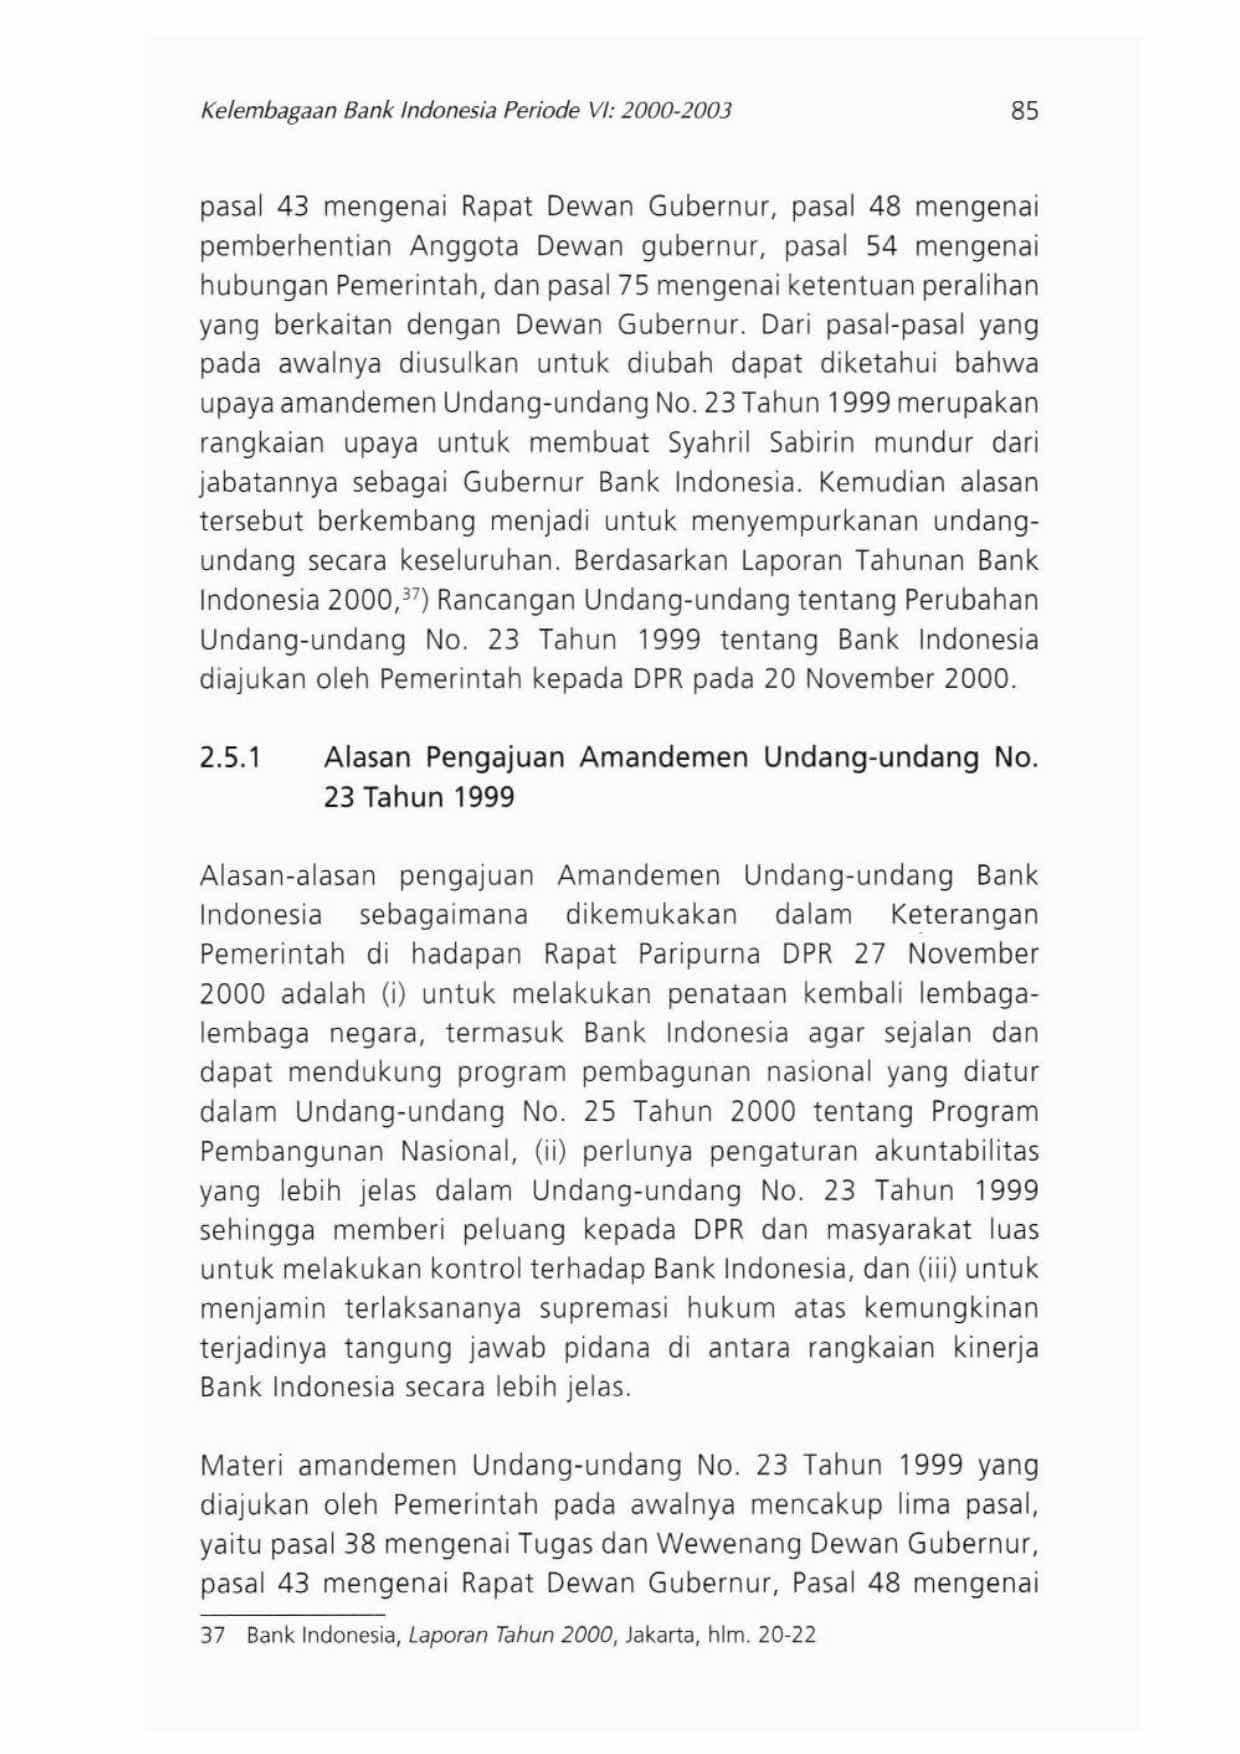 Kelembagaan Bank Indonesia Periode VI: 2000-2003 85
pasal 43 mengenai Rapat Dewan Gubernur, pasal 48 mengenai
pemberhentian Anggota Dewan gubernur, pasal 54 mengenai
hubungan Pemerintah, dan pasal 75 mengenai ketentuan peralihan
yang berkaitan dengan Dewan Gubernur. Dari pasal-pasal yang
pada awalnya diusulkan untuk diubah dapat diketahui bahwa
upaya amandemen Undang-undang No. 23 Tahun 1999 merupakan
rangkaian upaya untuk membuat Syahril Sabirin mundur dari
jabatannya sebagai Gubernur Bank Indonesia. Kemudian alasan
tersebut berkembang menjadi untuk menyempurkanan undang-
undang secara keseluruhan. Berdasarkan Laporan Tahunan Bank
Indonesia 2000,37) Rancangan Undang-undang tentang Perubahan
Undang-undang No. 23 Tahun 1999 tentang Bank Indonesia
diajukan oleh Pemerintah kepada DPR pada 20 November 2000.
2.5.1 Alasan Pengajuan Amandemen Undang-undang No.
23 Tahun 1999
Alasan-alasan pengajuan Amandemen Undang-undang Bank
Indonesia sebagaimana dikemukakan dalam Keterangan
Pemerintah di hadapan Rapat Paripurna DPR 27 November
2000 adalah (i) untuk melakukan penataan kembali lembaga-
lembaga negara, termasuk Bank Indonesia agar sejalan dan
dapat mendukung program pembagunan nasional yang diatur
dalam Undang-undang No. 25 Tahun 2000 tentang Program
Pembangunan Nasional, (ii) perlunya pengaturan akuntabilitas
yang lebih jelas dalam Undang-undang No. 23 Tahun 1999
sehingga memberi peluang kepada DPR dan masyarakat luas
untuk melakukan kontrol terhadap Bank Indonesia, dan (iii) untuk
menjamin terlaksananya supremasi hukum atas kemungkinan
terjadinya tangung jawab pidana di antara rangkaian kinerja
Bank Indonesia secara lebih jelas.
Materi amandemen Undang-undang No. 23 Tahun 1999 yang
diajukan oleh Pemerintah pada awalnya mencakup lima pasal,
yaitu pasal 38 mengenai Tugas dan Wewenang Dewan Gubernur,
pasal 43 mengenai Rapat Dewan Gubernur, Pasal 48 mengenai
37 Bank Indonesia, Laporan Tahun 2000, Jakarta, hlm. 20-22